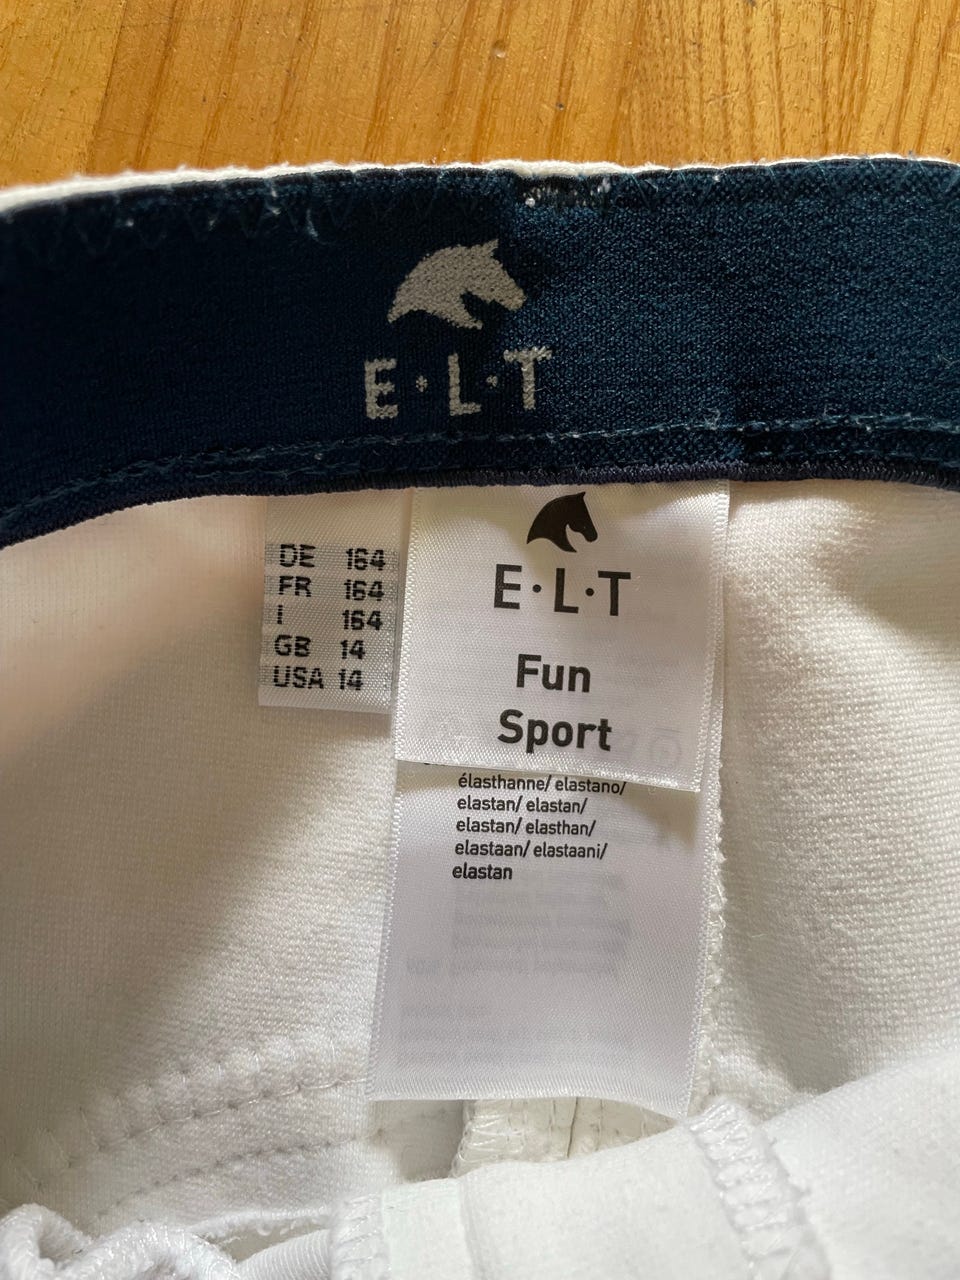 E·L·T
DE 164
FR 164
I 164
GB 14
USA 14
E·L·T
Fun
Sport
élasthanne/ elastano/
elastan/ elastan/
elastan/ elasthan/
elastaan/ elastaani/
elastan